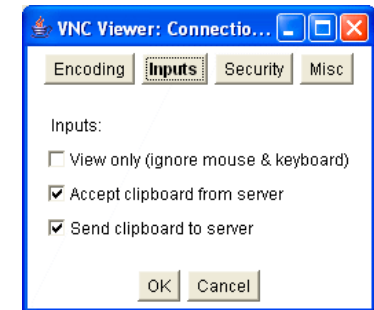 VNC Viewer: Connectio...
Encoding Inputs Security Misc
Inputs:
View only (ignore mouse & keyboard)
Accept clipboard from server
Send clipboard to server
OK Cancel